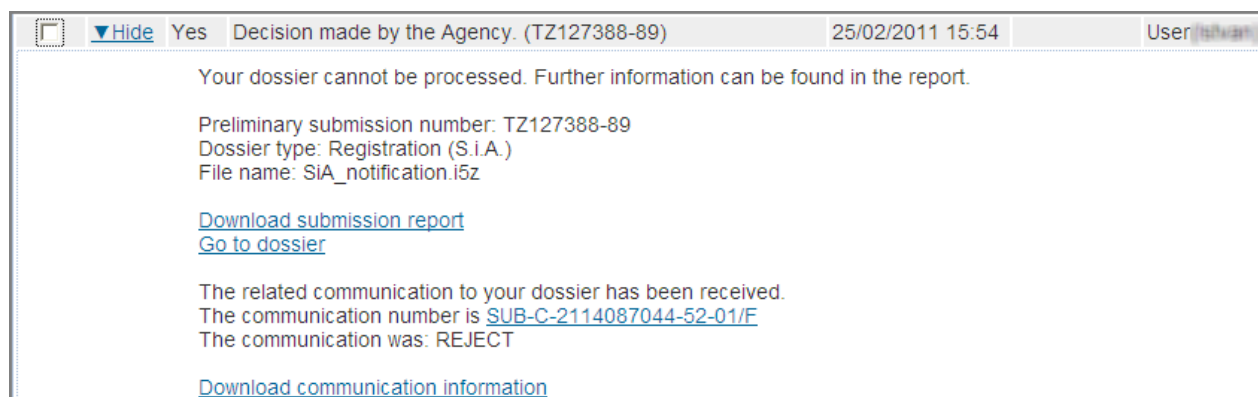 ▼Hide Yes Decision made by the Agency. (TZ127388-89) 25/02/2011 15:54 User
Your dossier cannot be processed. Further information can be found in the report.
Preliminary submission number: TZ127388-89
Dossier type: Registration (S.i.A.)
File name: SiA_notification.i5z
Download submission report
Go to dossier
The related communication to your dossier has been received.
The communication number is SUB-C-2114087044-52-01/F
The communication was: REJECT
Download communication information